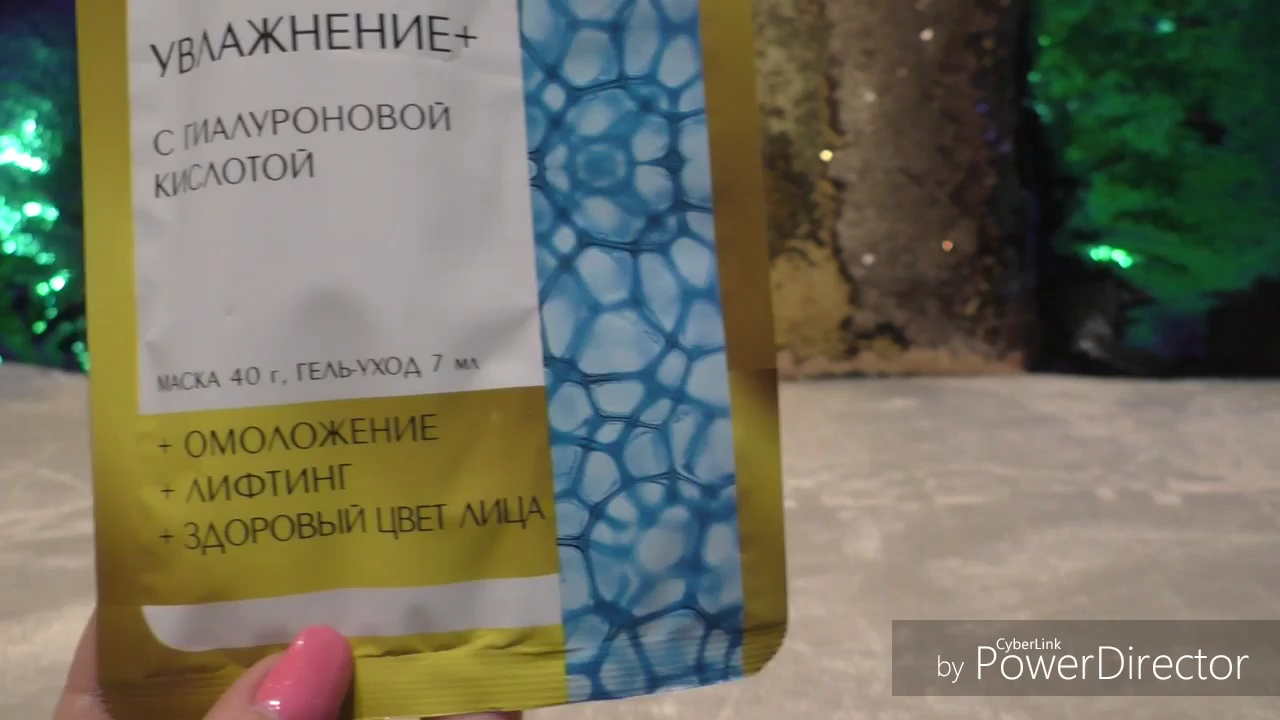 УВЛАЖНЕНИЕ+
С ГИАЛУРОНОВОЙ
КИСЛОТОЙ
МАСКА 40 г, ГЕЛЬ-УХОД 7 мл
+ ОМОЛОЖЕНИЕ
+ ЛИФТИНГ
+ ЗДОРОВЫЙ ЦВЕТ ЛИЦА
CyberLink
by PowerDirector